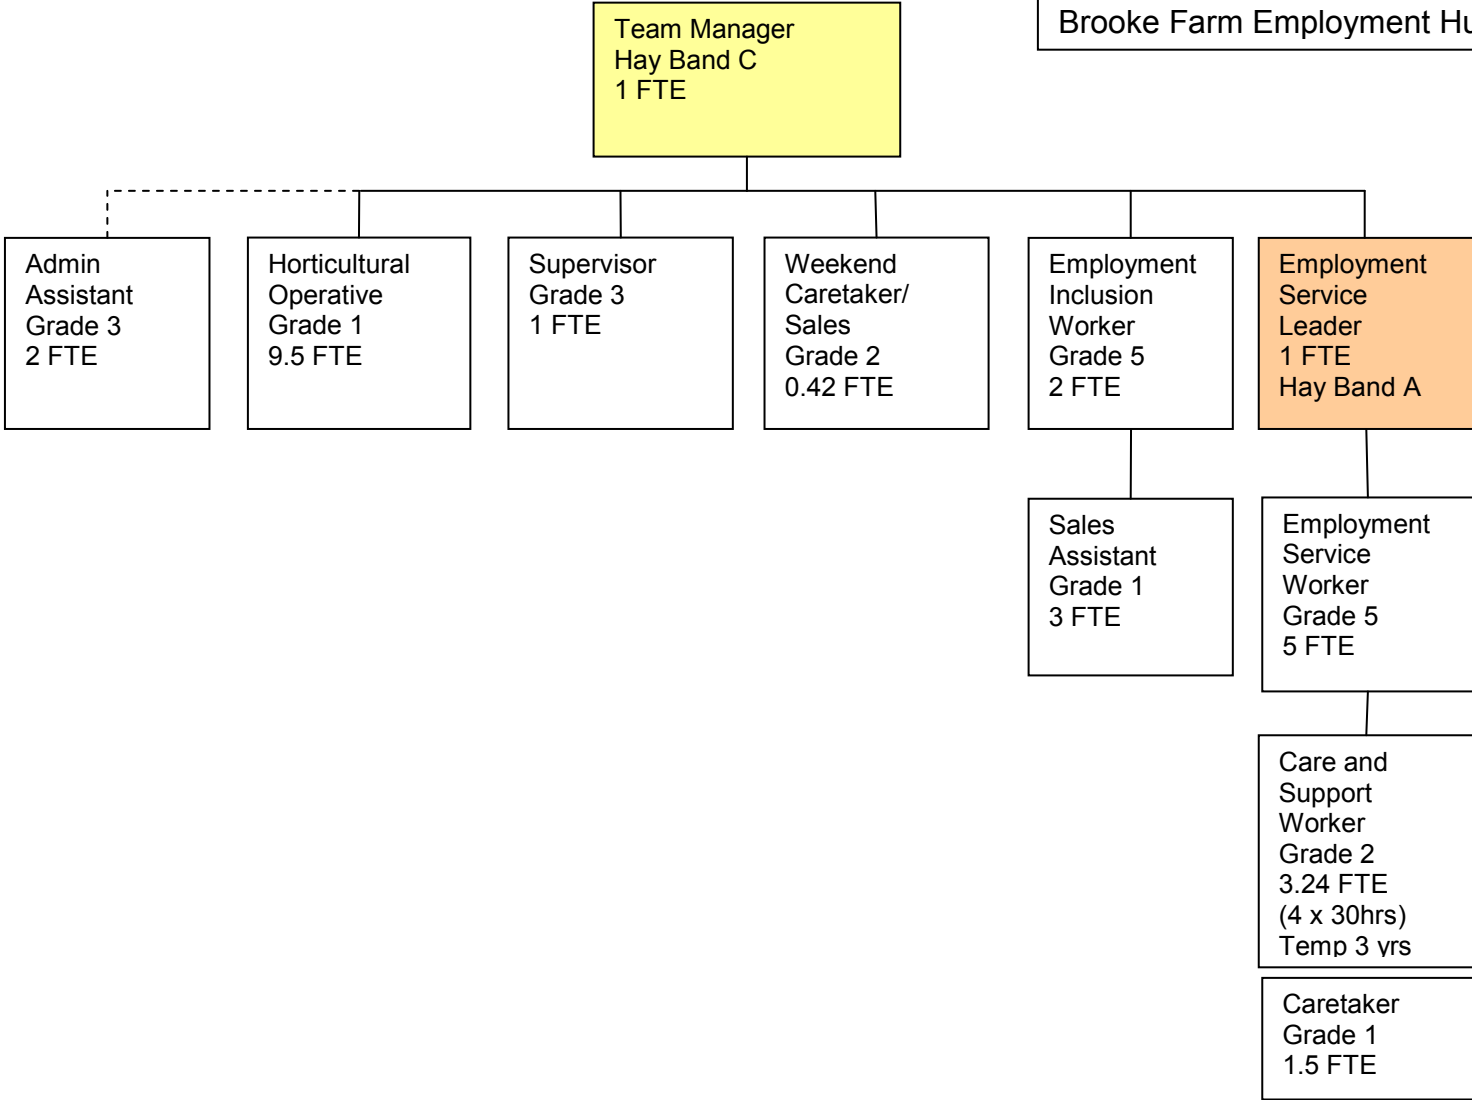 Brooke Farm Employment
Team Manager
Hay Band C
1 FTE
Admin
Assistant
Grade 3
2 FTE
Horticultural
Operative
Grade 1
9.5 FTE
Supervisor
Grade 3
1 FTE
Weekend
Caretaker/
Sales
Grade 2
0.42 FTE
Employment
Inclusion
Worker
Grade 5
2 FTE
Employment
Service
Leader
1 FTE
Hay Band A
Sales
Assistant
Grade 1
3 FTE
Employment
Service
Worker
Grade 5
5 FTE
Care and
Support
Worker
Grade 2
3.24 FTE
(4 x 30hrs)
Temp 3 yrs
Caretaker
Grade 1
1.5 FTE